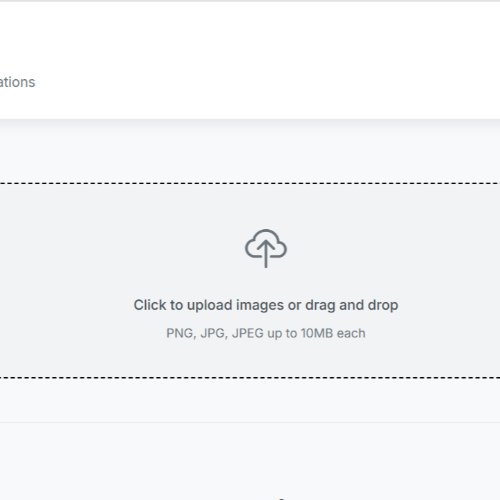 ations
Click to upload images or drag and drop
PNG, JPG, JPEG up to 10MB each